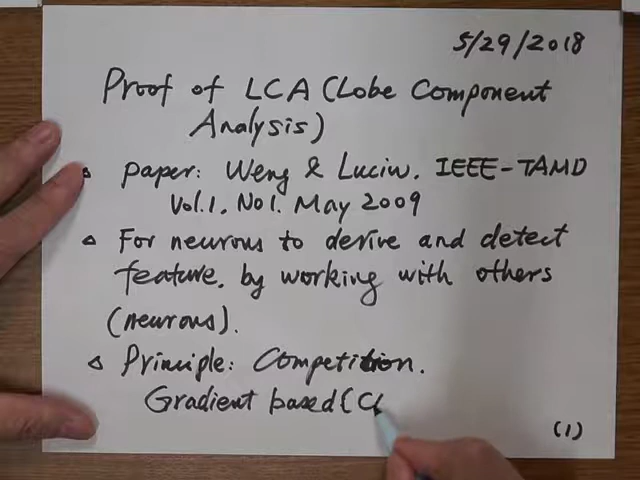 5/29/2018
Proof of LCA (Lobe Component
Analysis)
paper: Weng & Luciw. IEEE-TAMD
Vol.1. No1. May 2009
For neurons to derive and detect
feature. by working with others
(neurons).
Principle: Competition.
Gradient based (C
(1)